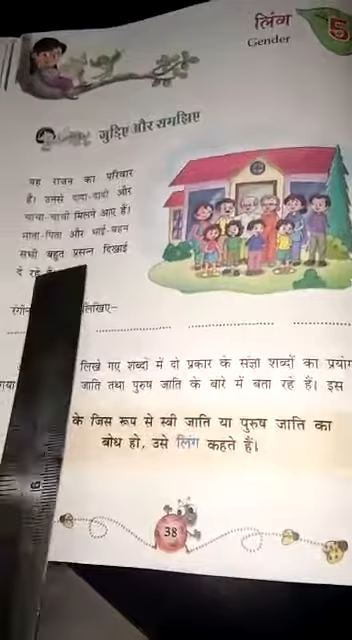 लिंग
Gender
5
जुड़िए और समझिए
यह राजन का परिवार
है। उनसे दादा-दादी और
चाचा-चाची मिलने आए हैं।
माता-पिता और भाई-बहन
सभी बहुत प्रसन्न दिखाई
दे रहे
लिखिए–
लिखे गए शब्दों में दो प्रकार के संज्ञा शब्दों का प्रयोग
जाति तथा पुरुष जाति के बारे में बता रहे हैं। इस
के जिस रूप से स्त्री जाति या पुरुष जाति का
बोध हो, उसे लिंग कहते हैं।
38